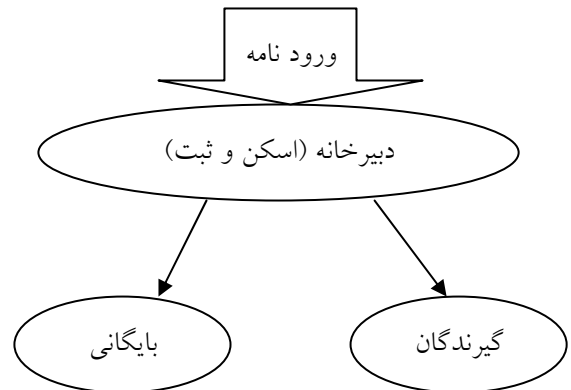 ورود نامه
دبیرخانه (اسکن و ثبت)
گیرندگان
بایگانی